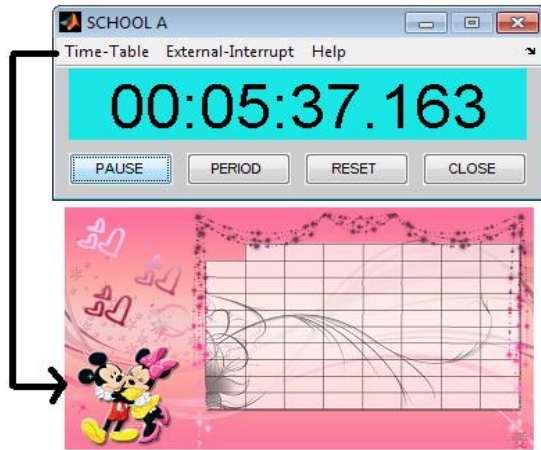 SCHOOL A
Time-Table External-Interrupt Help
00:05:37.163
PAUSE PERIOD RESET CLOSE